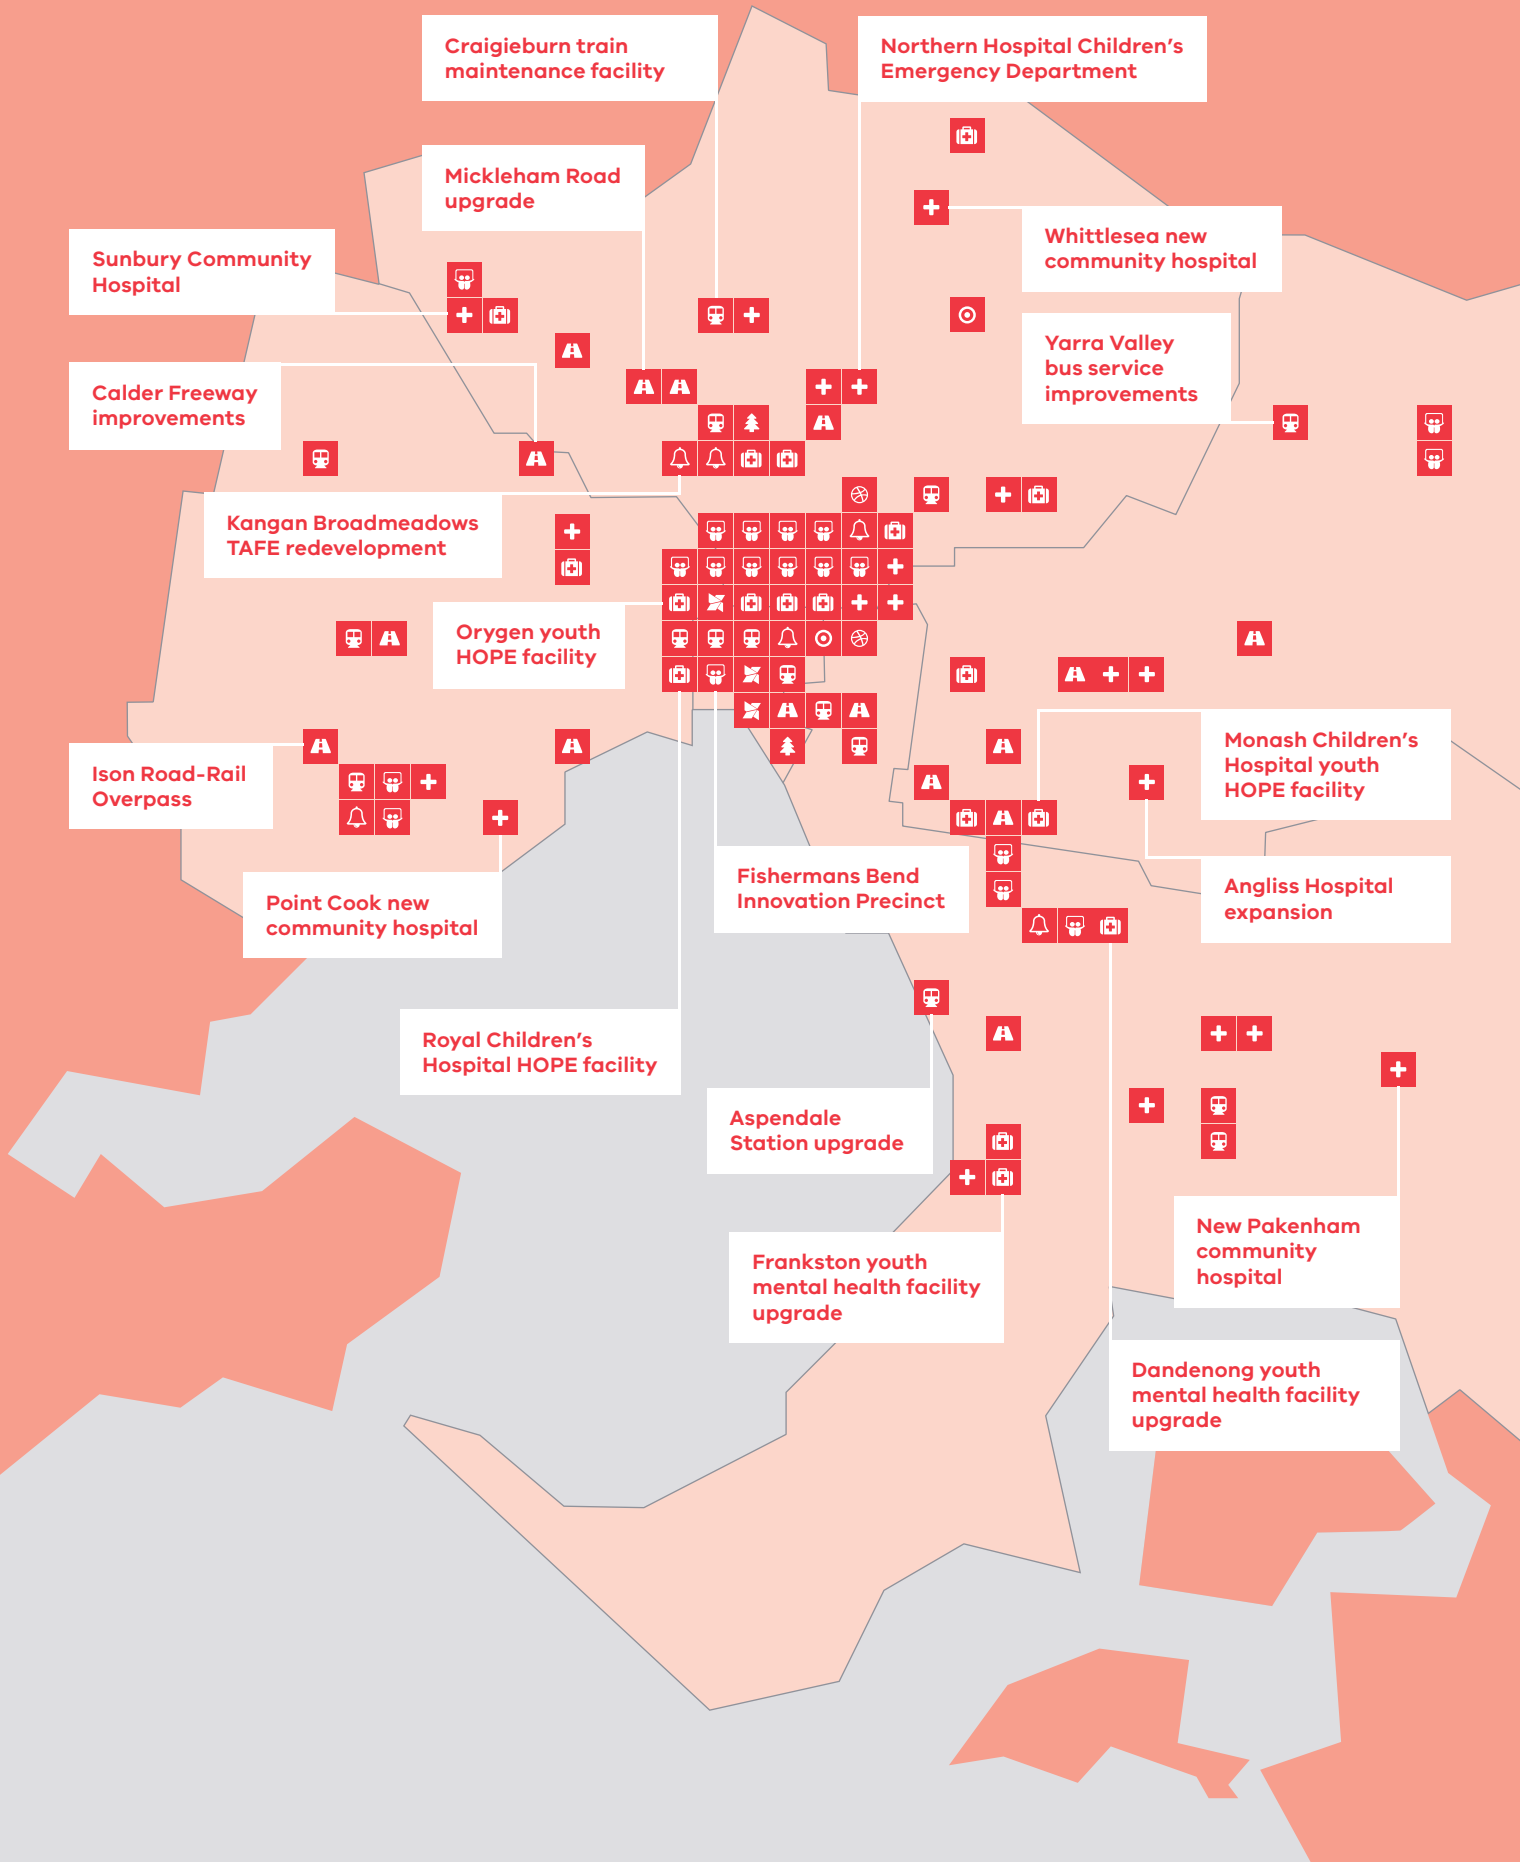 Craigieburn train
maintenance facility
Northern Hospital Children’s
Emergency Department
Mickleham Road
upgrade
Whittlesea new
community hospital
Sunbury Community
Hospital
Yarra Valley
bus service
improvements
Calder Freeway
improvements
Kangan Broadmeadows
TAFE redevelopment
Orygen youth
HOPE facility
Monash Children’s
Hospital youth
HOPE facility
Ison Road-Rail
Overpass
Fishermans Bend
Innovation Precinct
Angliss Hospital
expansion
Point Cook new
community hospital
Royal Children’s
Hospital HOPE facility
Aspendale
Station upgrade
New Pakenham
community
hospital
Frankston youth
mental health facility
upgrade
Dandenong youth
mental health facility
upgrade